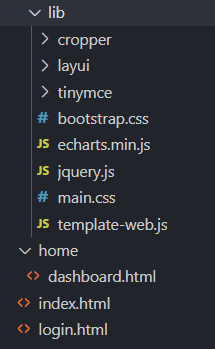 lib
cropper
layui
tinymce
# bootstrap.css
JS echarts.min.js
JS jquery.js
# main.css
JS template-web.js
home
<> dashboard.html
<> index.html
<> login.html